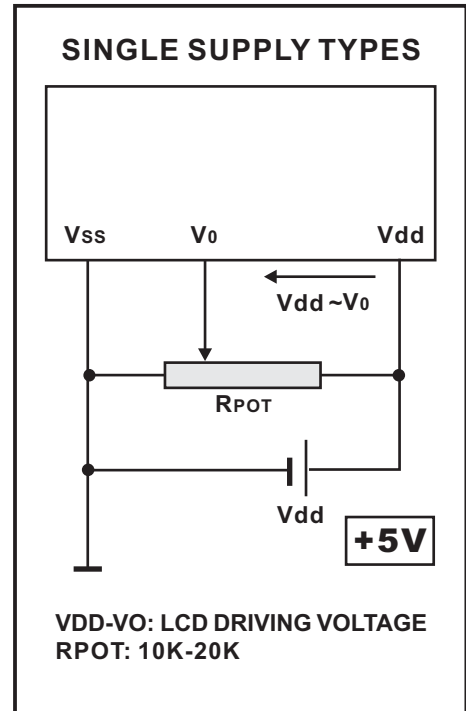 SINGLE SUPPLY TYPES
VSS V0 Vdd
Vdd ~V0
RPOT
Vdd
+5V
VDD-VO: LCD DRIVING VOLTAGE
RPOT: 10K-20K